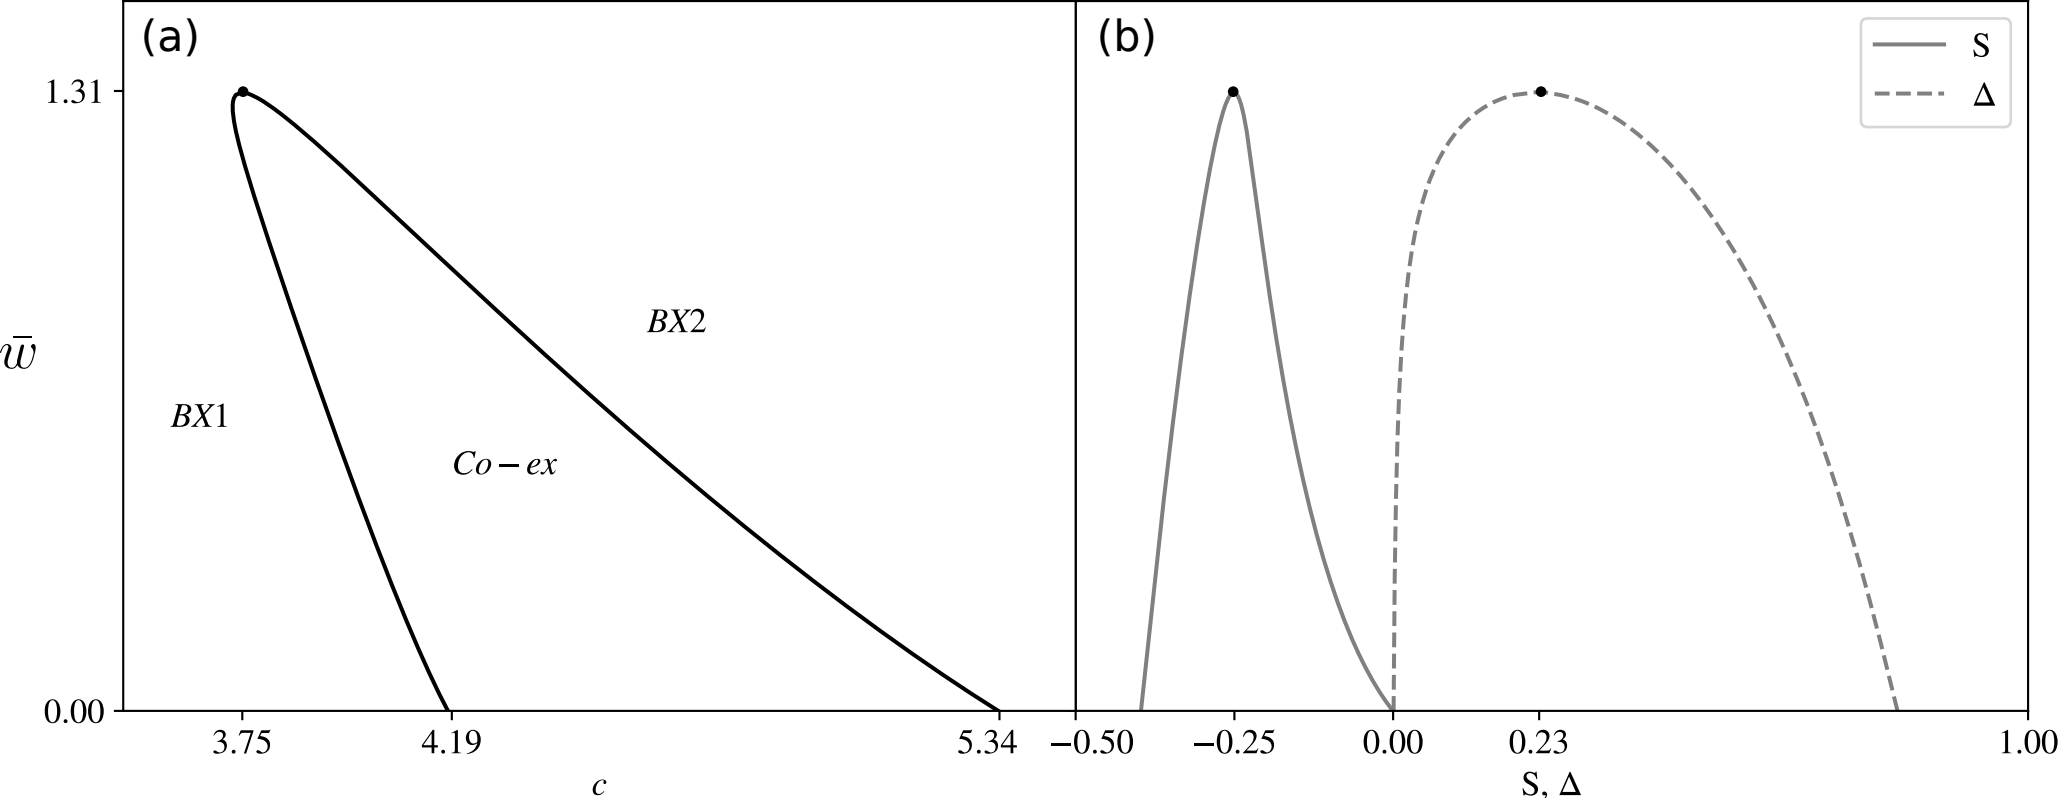 (a)
(b)
S
Δ
1.31
BX2
w̄
BX1
Co − ex
0.00
3.75 4.19 5.34 −0.50 −0.25 0.00 0.23 1.00
c
S, Δ